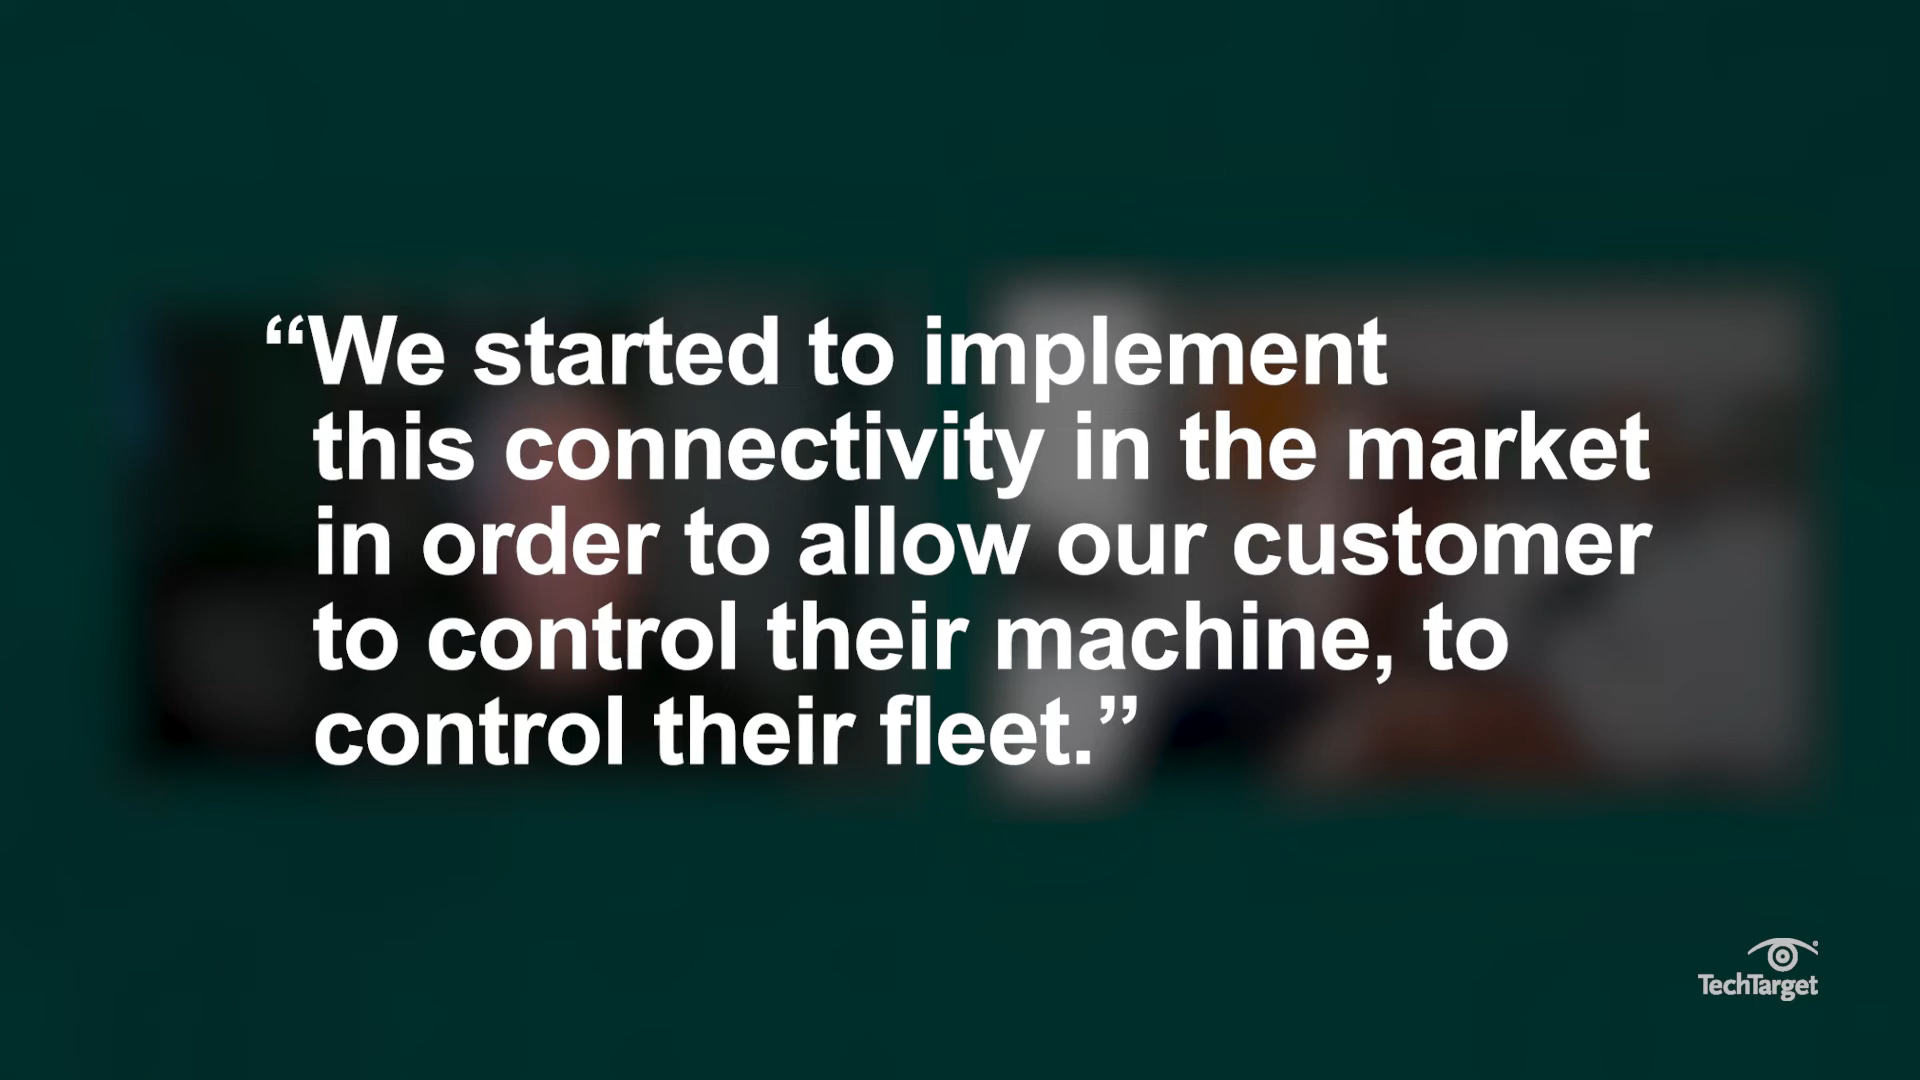 “We started to implement
this connectivity in the market
in order to allow our customer
to control their machine, to
control their fleet.”
TechTarget